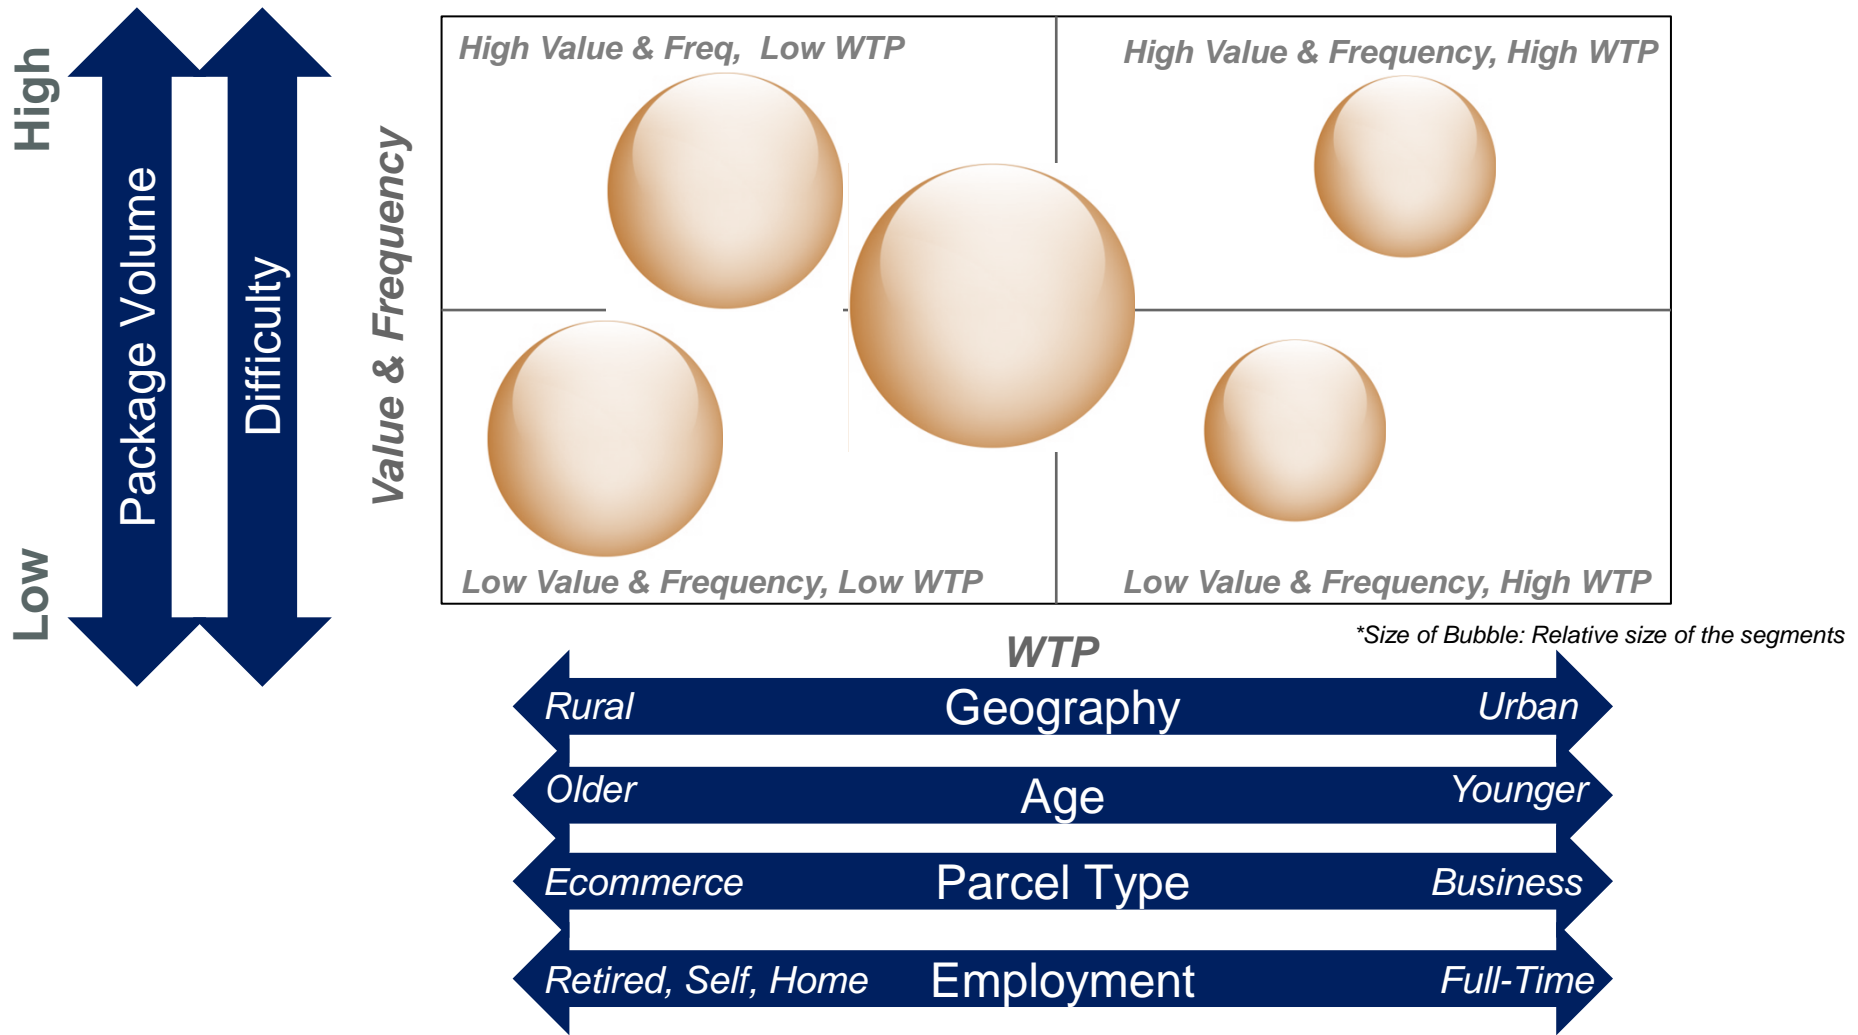 High
Low
Package Volume
Difficulty
Value & Frequency
High Value & Freq,  Low WTP
High Value & Frequency, High WTP
Low Value & Frequency, Low WTP
Low Value & Frequency, High WTP
*Size of Bubble: Relative size of the segments
WTP
Rural Geography Urban
Older Age Younger
Ecommerce Parcel Type Business
Retired, Self, Home Employment Full-Time